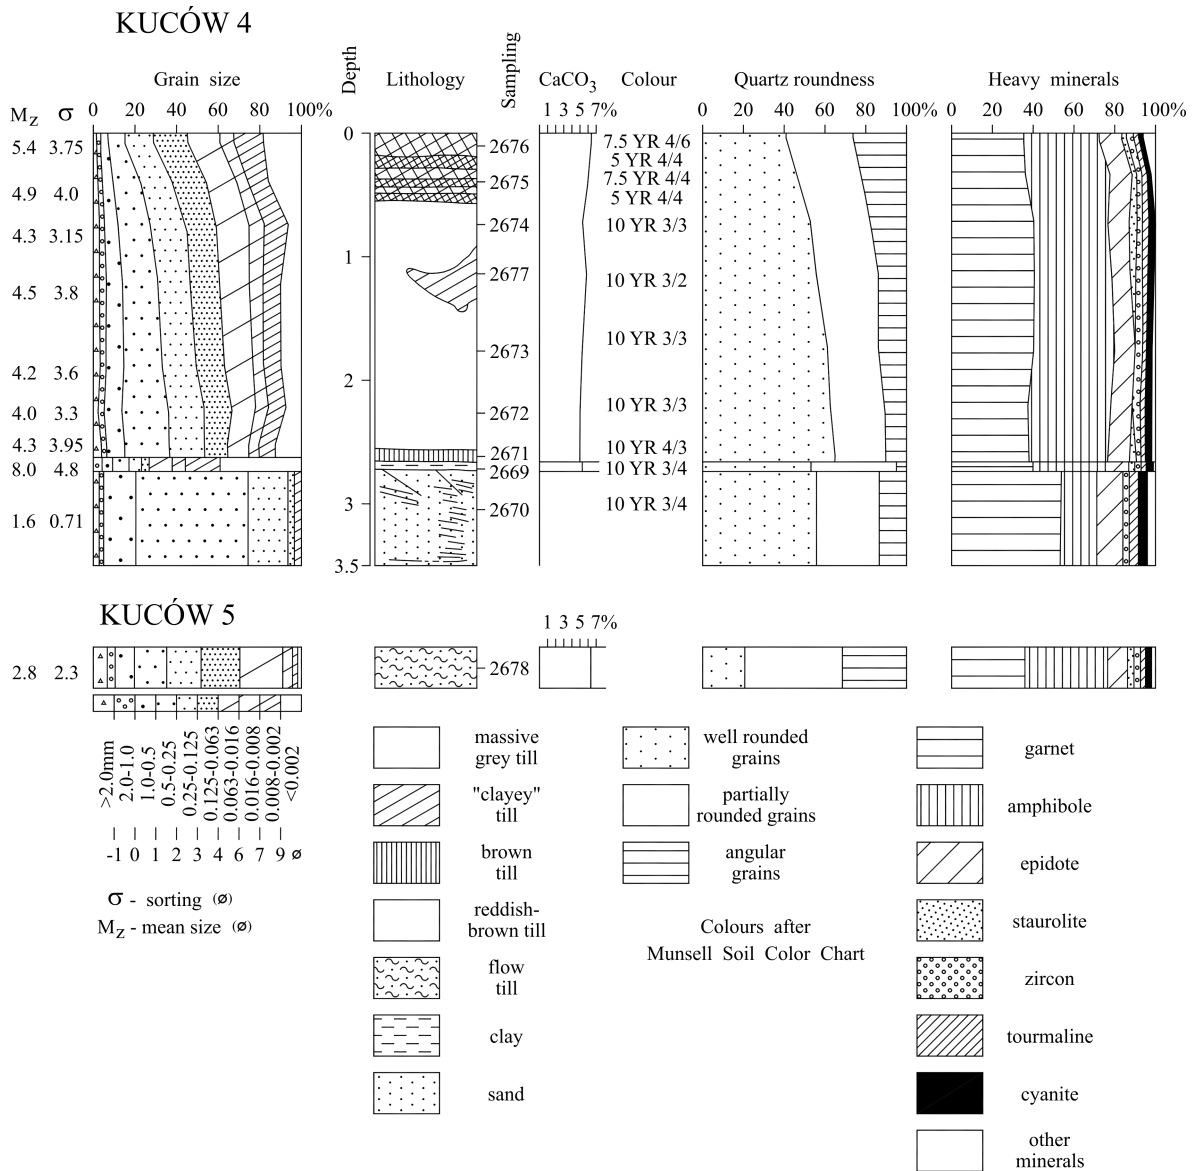 KUCÓW 4
Grain size
Depth
Lithology
Sampling
CaCO3
Colour
Quartz roundness
Heavy minerals
Mz σ 0 20 40 60 80 100%
1 3 5 7%
0 20 40 60 80 100%
0 20 40 60 80 100%
5.4 3.75
4.9 4.0
4.3 3.15
4.5 3.8
4.2 3.6
4.0 3.3
4.3 3.95
8.0 4.8
1.6 0.71
0
1
2
3
3.5
2676
2675
2674
2677
2673
2672
2671
2669
2670
7.5 YR 4/6
5 YR 4/4
7.5 YR 4/4
5 YR 4/4
10 YR 3/3
10 YR 3/2
10 YR 3/3
10 YR 3/3
10 YR 4/3
10 YR 3/4
10 YR 3/4
KUCÓW 5
1 3 5 7%
2.8 2.3
2678
>2.0mm
2.0-1.0
1.0-0.5
0.5-0.25
0.25-0.125
0.125-0.063
0.063-0.016
0.016-0.008
0.008-0.002
<0.002
-1 0 1 2 3 4 6 7 9 ø
σ - sorting (ø)
Mz - mean size (ø)
massive
grey till
"clayey"
till
brown
till
reddish-
brown till
flow
till
clay
sand
well rounded
grains
partially
rounded grains
angular
grains
Colours after
Munsell Soil Color Chart
garnet
amphibole
epidote
staurolite
zircon
tourmaline
cyanite
other
minerals